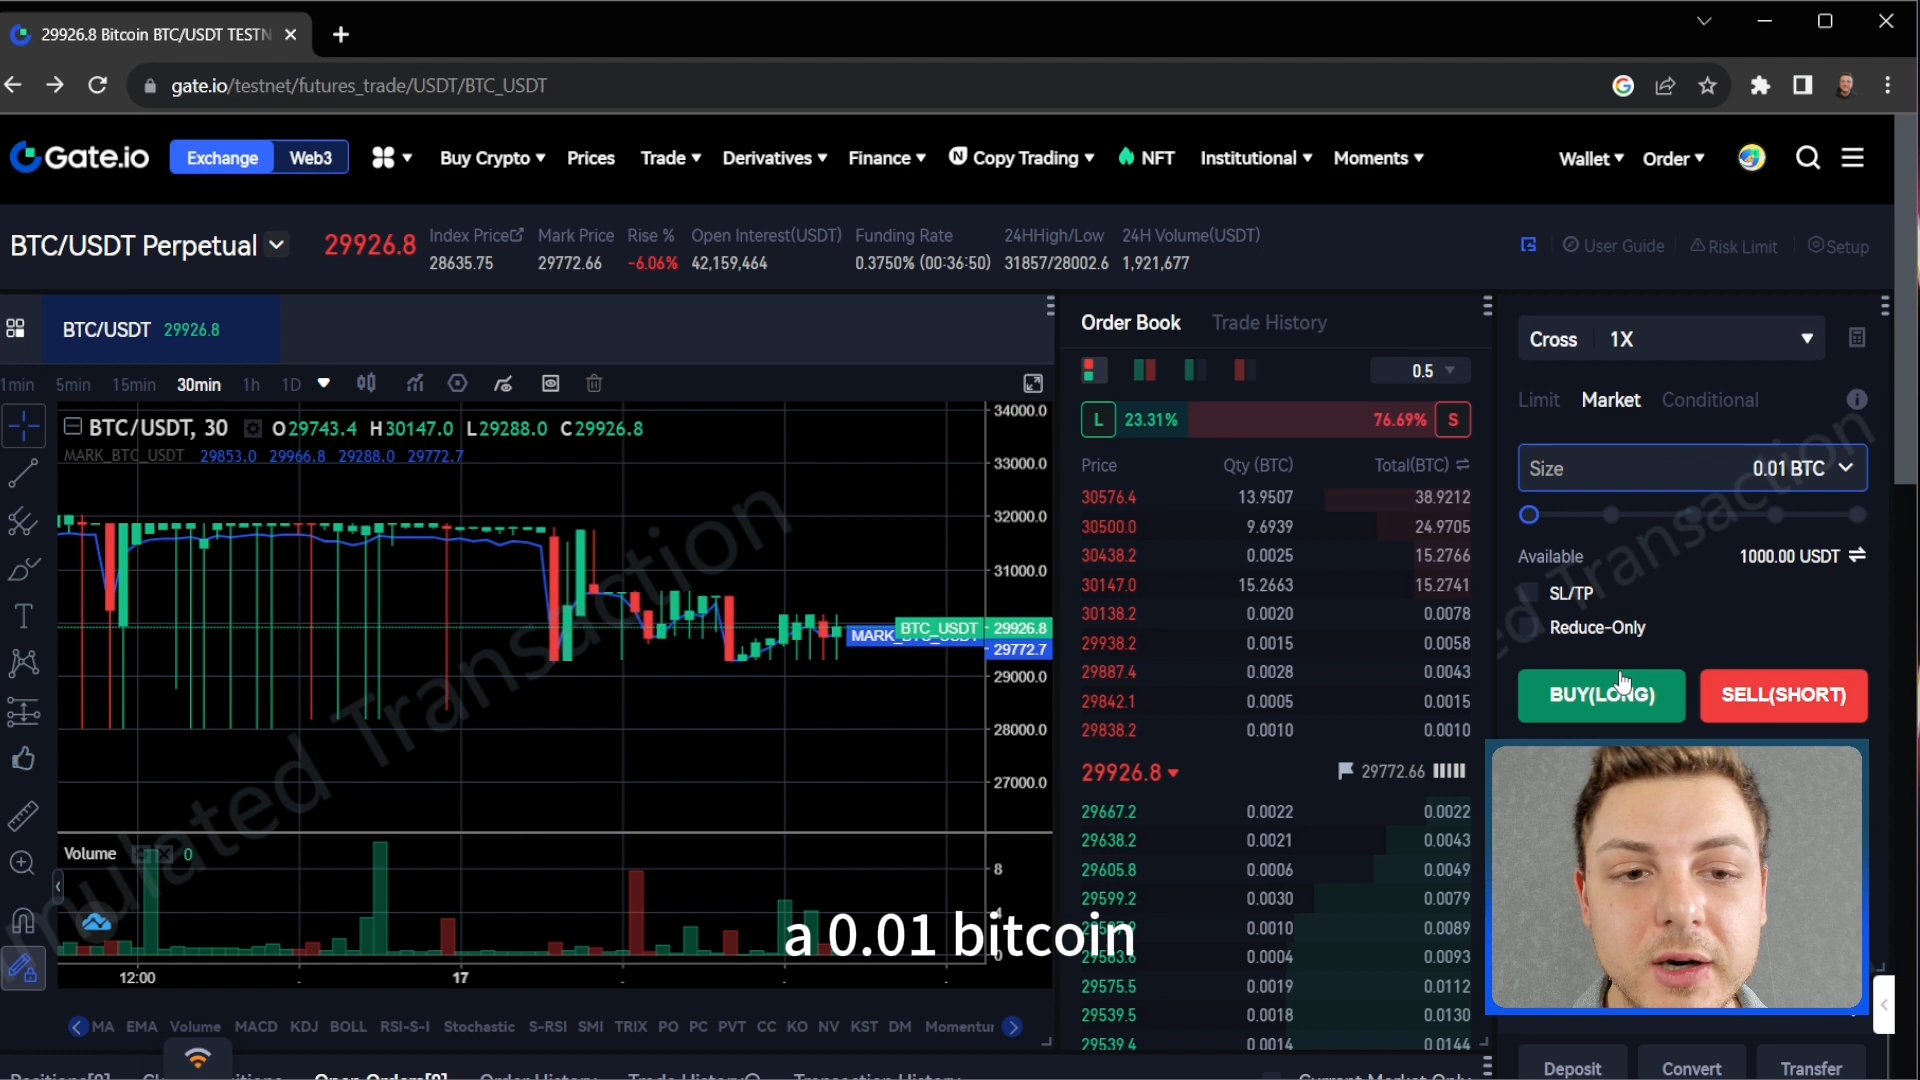 29926.8 Bitcoin BTC/USDT TESTN
gate.io/testnet/futures_trade/USDT/BTC_USDT
Gate.io
Exchange Web3
Buy Crypto Prices Trade Derivatives Finance Copy Trading NFT Institutional Moments
Wallet Order
BTC/USDT Perpetual
29926.8
Index Price Mark Price Rise % Open Interest(USDT) Funding Rate 24HHigh/Low 24H Volume(USDT)
28635.75 29772.66 -6.06% 42,159,464 0.3750% (00:36:50) 31857/28002.6 1,921,677
User Guide Risk Limit Setup
BTC/USDT 29926.8
1min 5min 15min 30min 1h 1D
BTC/USDT, 30 O29743.4 H30147.0 L29288.0 C29926.8
MARK_BTC_USDT 29853.0 29966.8 29288.0 29772.7
34000.0
33000.0
32000.0
31000.0
BTC_USDT 29926.8
29772.7
29000.0
28000.0
27000.0
Volume 0
8
4
0
12:00 17
MA EMA Volume MACD KDJ BOLL RSI-S-I Stochastic S-RSI SMI TRIX PO PC PVT CC KO NV KST DM Momentur
Order Book Trade History
0.5
L 23.31% 76.69% S
Price Qty (BTC) Total(BTC)
30576.4 13.9507 38.9212
30500.0 9.6939 24.9705
30438.2 0.0025 15.2766
30147.0 15.2663 15.2741
30138.2 0.0020 0.0078
29938.2 0.0015 0.0058
29887.4 0.0028 0.0043
29842.1 0.0005 0.0015
29838.2 0.0010 0.0010
29926.8 29772.66
29667.2 0.0022 0.0022
29638.2 0.0021 0.0043
29605.8 0.0006 0.0049
29599.2 0.0030 0.0079
0.0010 0.0089
0.0004 0.0093
29575.5 0.0019 0.0112
29539.5 0.0018 0.0130
29539.4 0.0014 0.0144
Cross 1X
Limit Market Conditional
Size 0.01 BTC
Available 1000.00 USDT
SL/TP
Reduce-Only
BUY(LONG) SELL(SHORT)
Deposit Convert Transfer
a 0.01 bitcoin
Transaction